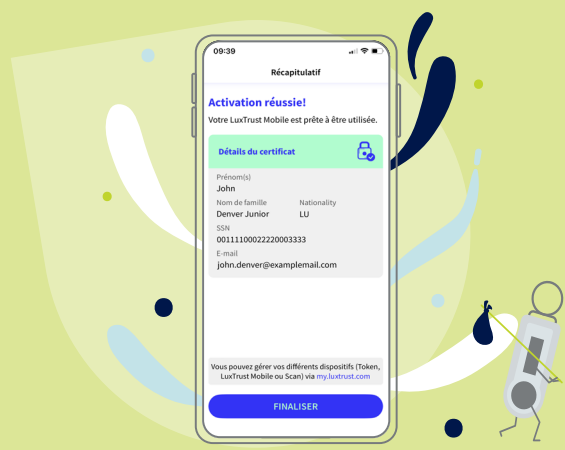 09:39
Récapitulatif
Activation réussie!
Votre LuxTrust Mobile est prête à être utilisée.
Détails du certificat
Prénom(s)
John
Nom de famille Nationality
Denver Junior LU
SSN
00111100022220003333
E-mail
john.denver@examplemail.com
Vous pouvez gérer vos différents dispositifs (Token,
LuxTrust Mobile ou Scan) via my.luxtrust.com
FINALISER